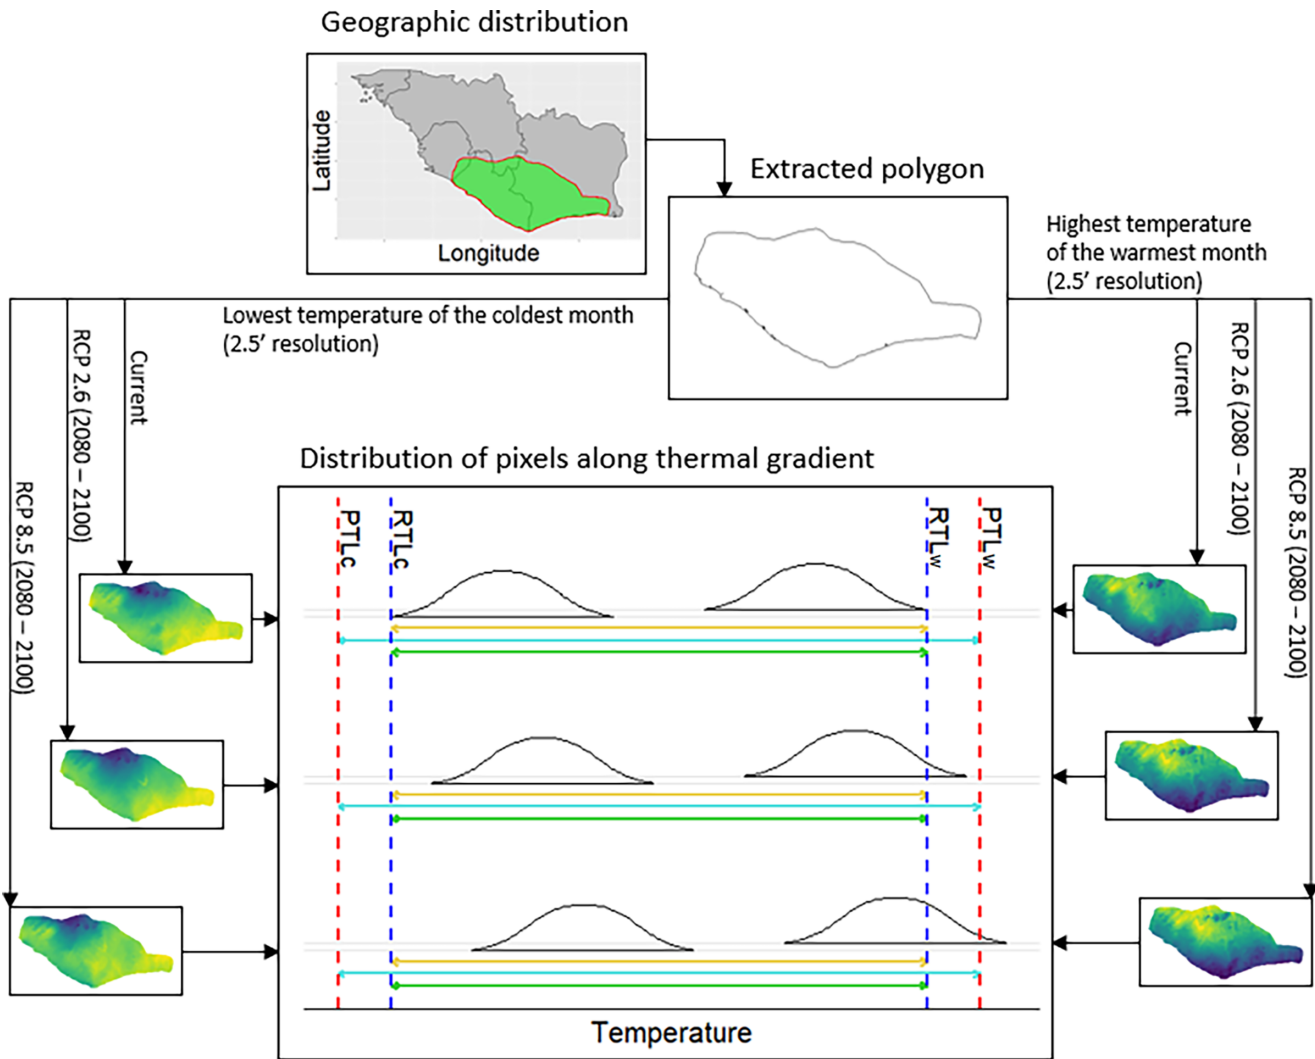 Geographic distribution
Latitude
Longitude
Extracted polygon
Highest temperature
of the warmest month
(2.5′ resolution)
Lowest temperature of the coldest month
(2.5′ resolution)
RCP 8.5 (2080 – 2100)
RCP 2.6 (2080 – 2100)
Current
Current
RCP 2.6 (2080 – 2100)
RCP 8.5 (2080 – 2100)
Distribution of pixels along thermal gradient
PTLc
RTLc
RTLw
PTLw
Temperature